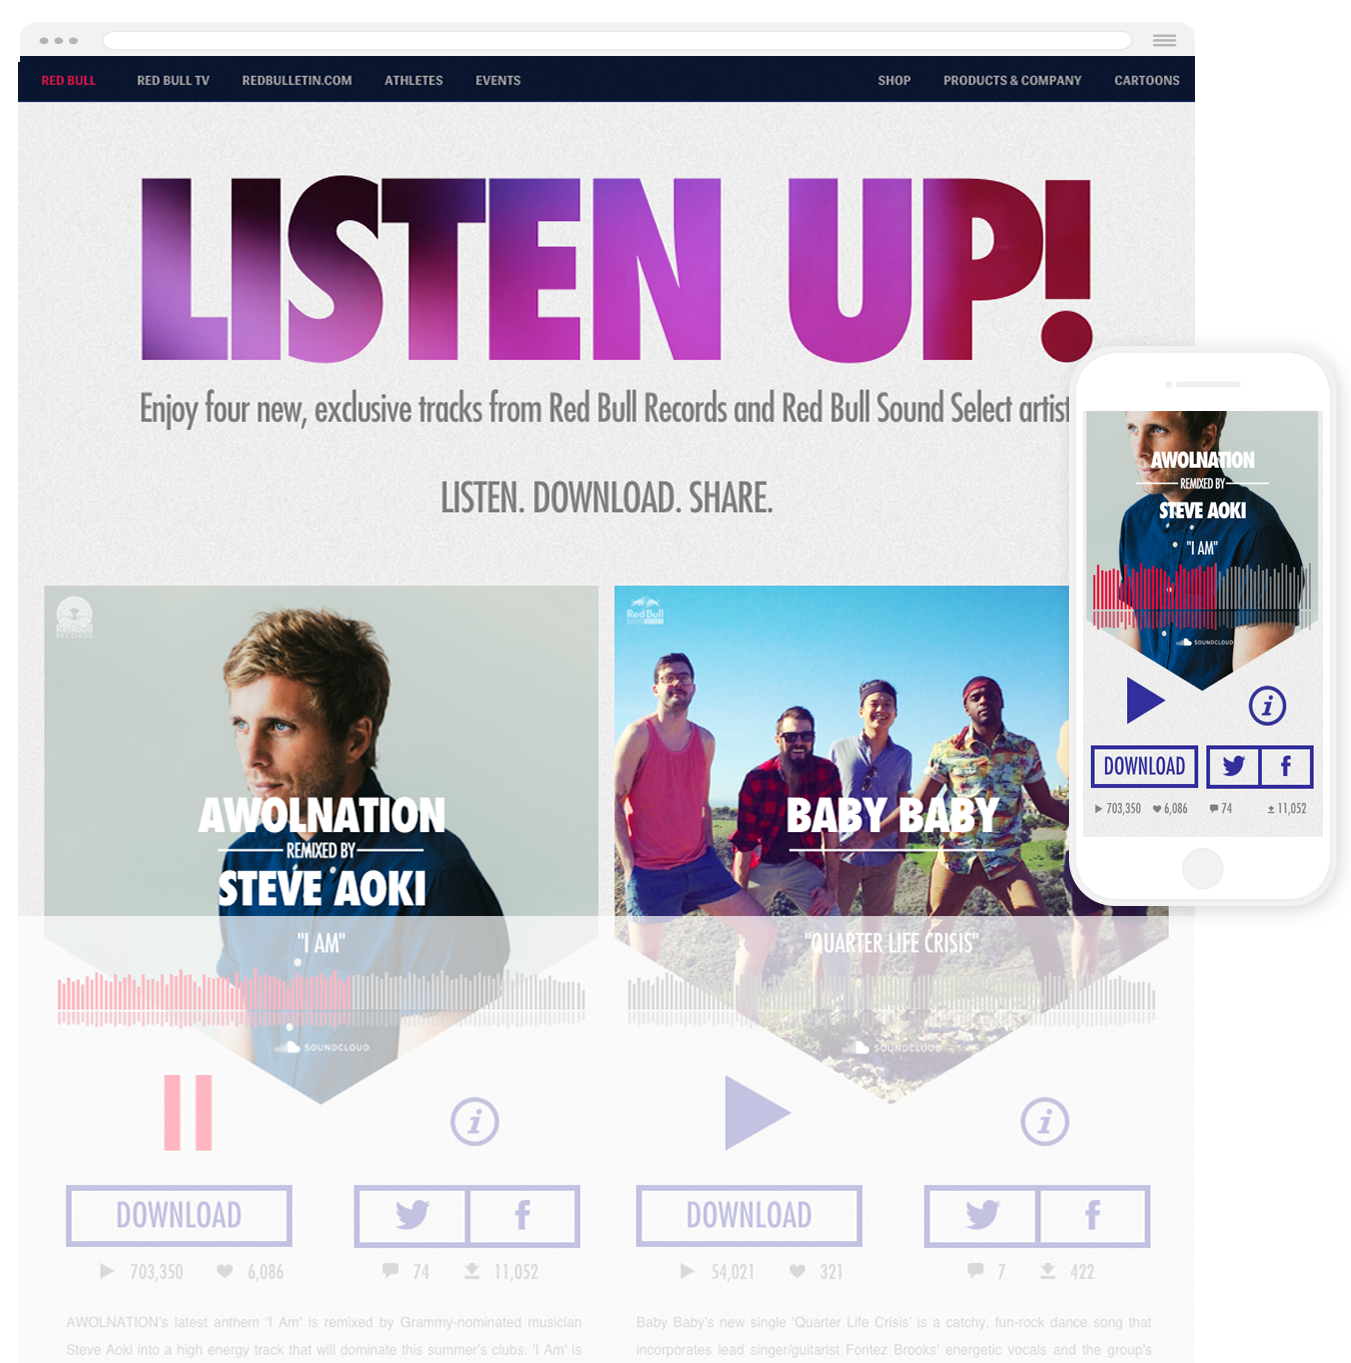 RED BULL RED BULL TV REDBULLETIN.COM ATHLETES EVENTS SHOP PRODUCTS & COMPANY CARTOONS
LISTEN UP!
Enjoy four new, exclusive tracks from Red Bull Records and Red Bull Sound Select artist
LISTEN. DOWNLOAD. SHARE.
RECORDS
AWOLNATION
REMIXED BY
STEVE AOKI
"I AM"
SOUNDCLOUD
DOWNLOAD
703,350 6,086 74 11,052
AWOLNATION's latest anthem 'I Am' is remixed by Grammy-nominated musician
Steve Aoki into a high energy track that will dominate this summer's clubs. 'I Am' is
Red Bull
BABY BABY
"QUARTER LIFE CRISIS"
SOUNDCLOUD
DOWNLOAD
54,021 321 7 422
Baby Baby's new single 'Quarter Life Crisis' is a catchy, fun-rock dance song that
incorporates lead singer/guitarist Fontez Brooks' energetic vocals and the group's
AWOLNATION
REMIXED BY
STEVE AOKI
"I AM"
SOUNDCLOUD
DOWNLOAD
703,350 6,086 74 11,052